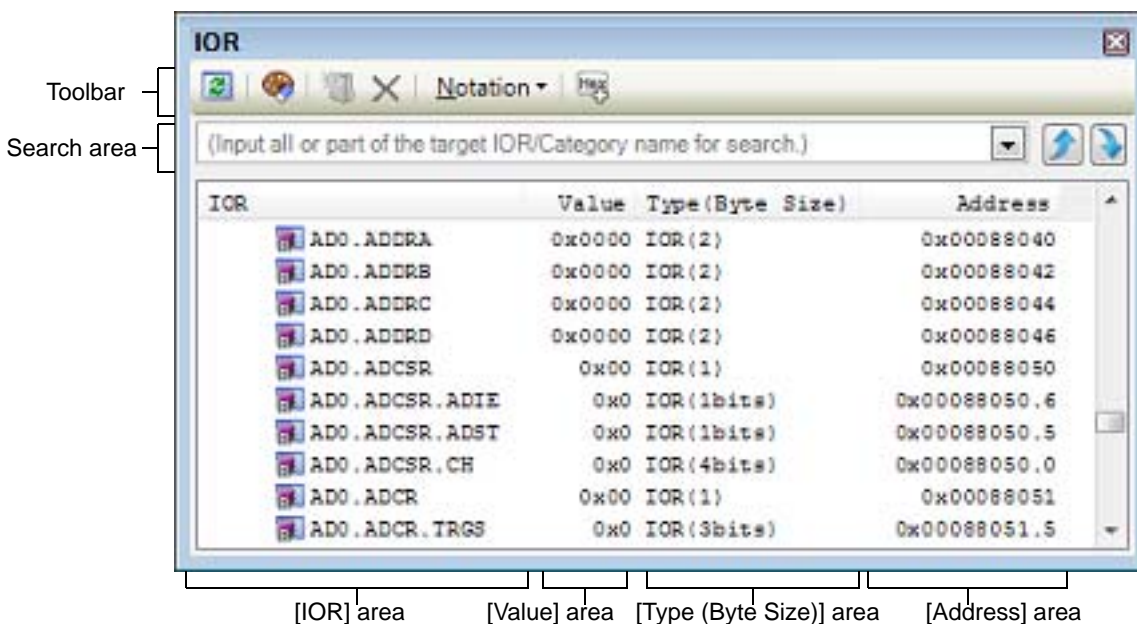 IOR
Toolbar
Notation
Hex
Search area
(Input all or part of the target IOR/Category name for search.)
IOR Value Type(Byte Size) Address
AD0.ADDRA 0x0000 IOR(2) 0x00088040
AD0.ADDRB 0x0000 IOR(2) 0x00088042
AD0.ADDRC 0x0000 IOR(2) 0x00088044
AD0.ADDRD 0x0000 IOR(2) 0x00088046
AD0.ADCSR 0x00 IOR(1) 0x00088050
AD0.ADCSR.ADIE 0x0 IOR(1bits) 0x00088050.6
AD0.ADCSR.ADST 0x0 IOR(1bits) 0x00088050.5
AD0.ADCSR.CH 0x0 IOR(4bits) 0x00088050.0
AD0.ADCR 0x00 IOR(1) 0x00088051
AD0.ADCR.TRGS 0x0 IOR(3bits) 0x00088051.5
[IOR] area [Value] area [Type (Byte Size)] area [Address] area